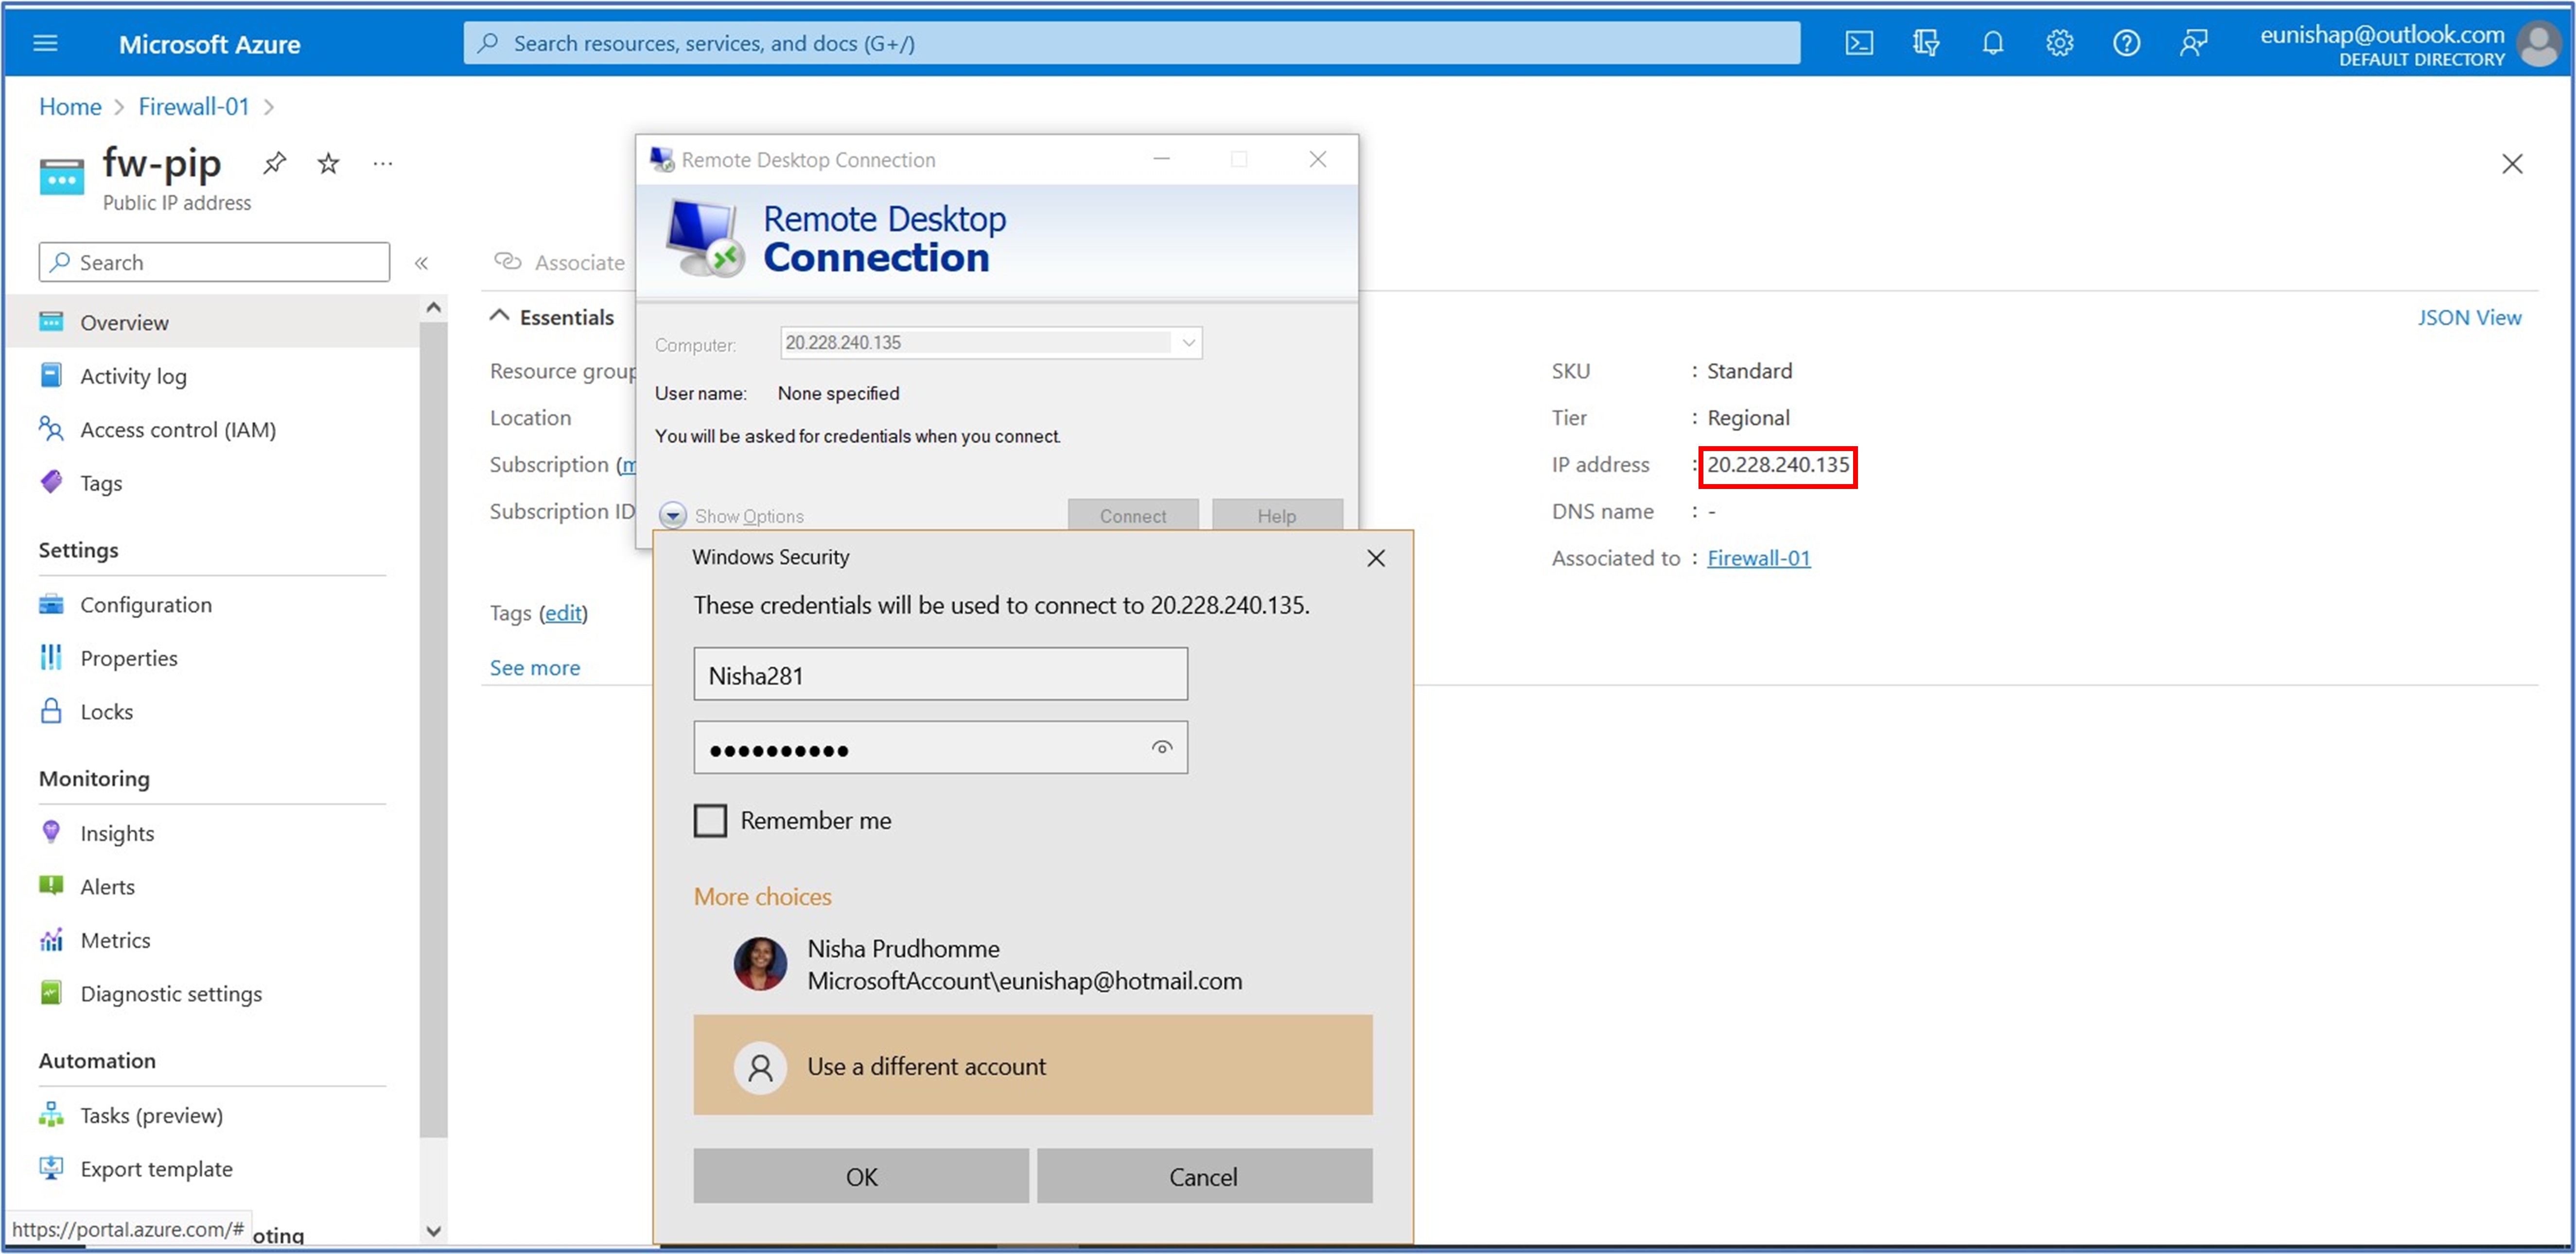 Microsoft Azure
Search resources, services, and docs (G+/)
eunishap@outlook.com
DEFAULT DIRECTORY
Home > Firewall-01 >
fw-pip
Public IP address
Search
Overview
Activity log
Access control (IAM)
Tags
Settings
Configuration
Properties
Locks
Monitoring
Insights
Alerts
Metrics
Diagnostic settings
Automation
Tasks (preview)
Export template
https://portal.azure.com/#
oting
Associate
Essentials
JSON View
Resource group
Location
Subscription (m
Subscription ID
Tags (edit)
See more
SKU : Standard
Tier : Regional
IP address : 20.228.240.135
DNS name : -
Associated to : Firewall-01
Remote Desktop Connection
Remote Desktop
Connection
Computer: 20.228.240.135
User name: None specified
You will be asked for credentials when you connect.
Show Options
Connect
Help
Windows Security
These credentials will be used to connect to 20.228.240.135.
Nisha281
Remember me
More choices
Nisha Prudhomme
MicrosoftAccount\eunishap@hotmail.com
Use a different account
OK
Cancel